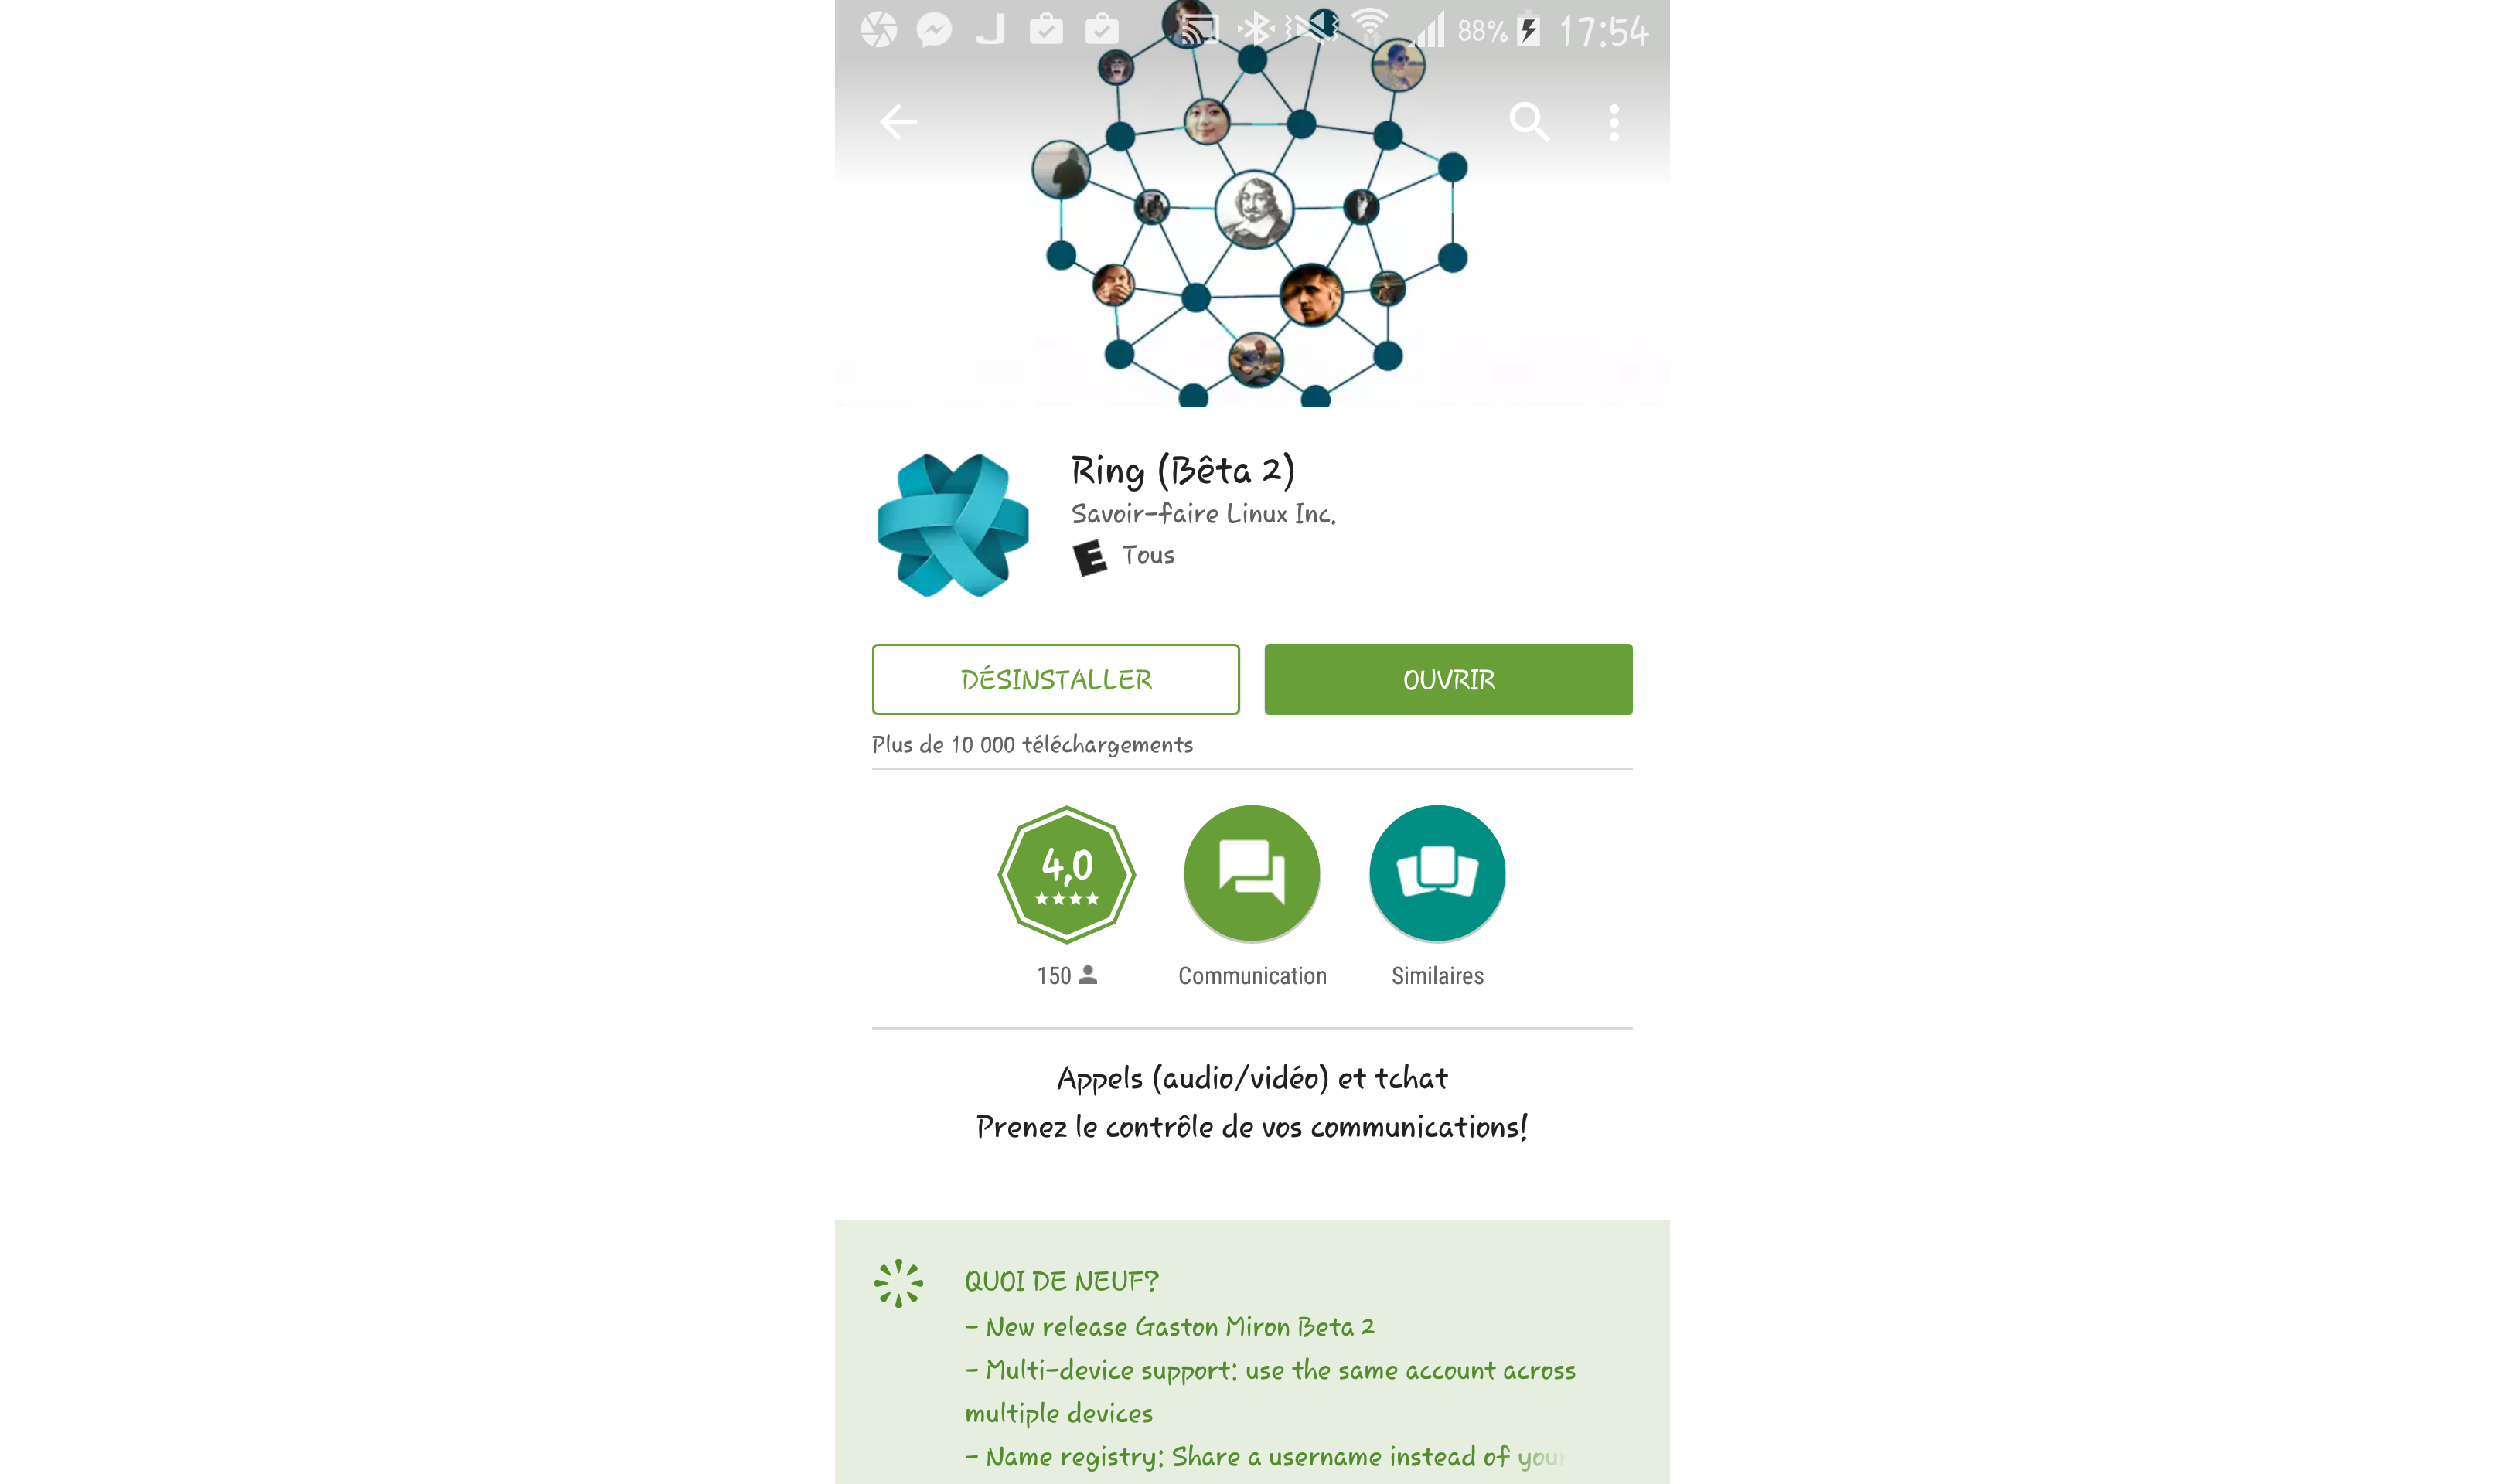 88% 17:54
Ring (Bêta 2)
Savoir-faire Linux Inc.
E Tous
DÉSINSTALLER OUVRIR
Plus de 10 000 téléchargements
4,0
150 Communication Similaires
Appels (audio/vidéo) et tchat
Prenez le contrôle de vos communications!
QUOI DE NEUF?
- New release Gaston Miron Beta 2
- Multi-device support: use the same account across
multiple devices
- Name registry: Share a username instead of your